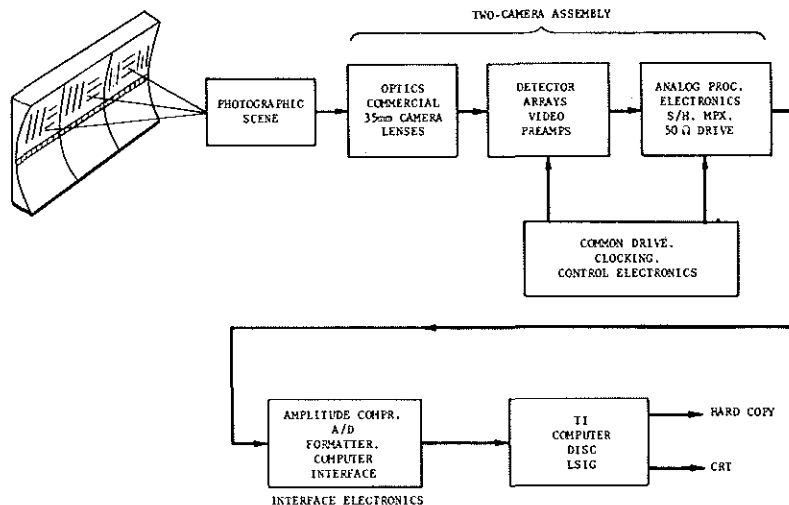 TWO-CAMERA ASSEMBLY
PHOTOGRAPHIC
SCENE
OPTICS
COMMERCIAL
35mm CAMERA
LENSES
DETECTOR
ARRAYS
VIDEO
PREAMPS
ANALOG PROC.
ELECTRONICS
S/H, MPX,
50 Ω DRIVE
COMMON DRIVE,
CLOCKING,
CONTROL ELECTRONICS
AMPLITUDE COMPR,
A/D
FORMATTER,
COMPUTER
INTERFACE
INTERFACE ELECTRONICS
TI
COMPUTER
DISC
LSIG
HARD COPY
CRT